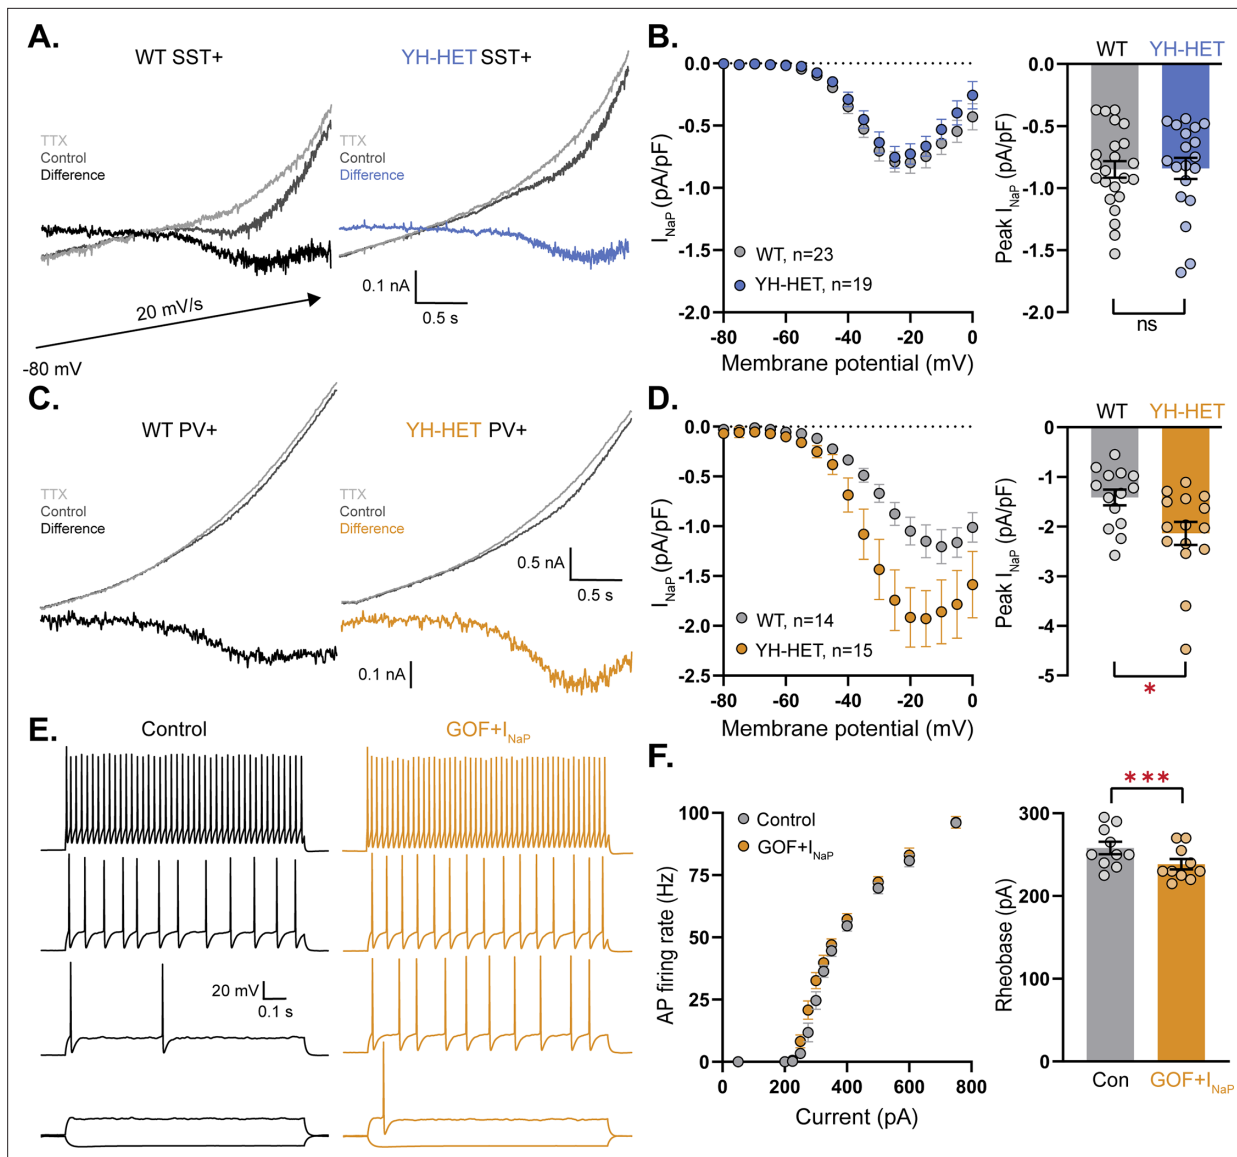 A.
WT SST+
YH-HET SST+
TTX
Control
Difference
TTX
Control
Difference
0.1 nA
0.5 s
20 mV/s
-80 mV
B.
WT
YH-HET
0.0
-0.5
-1.0
-1.5
-2.0
I_NaP (pA/pF)
WT, n=23
YH-HET, n=19
-80
-60
-40
-20
0
Membrane potential (mV)
0.0
-0.5
-1.0
-1.5
-2.0
Peak I_NaP (pA/pF)
ns
C.
WT PV+
YH-HET PV+
TTX
Control
Difference
TTX
Control
Difference
0.5 nA
0.5 s
0.1 nA
D.
WT
YH-HET
0.0
-0.5
-1.0
-1.5
-2.0
-2.5
I_NaP (pA/pF)
WT, n=14
YH-HET, n=15
-80
-60
-40
-20
0
Membrane potential (mV)
0
-1
-2
-3
-4
-5
Peak I_NaP (pA/pF)
*
E.
Control
GOF+I_NaP
20 mV
0.1 s
F.
100
75
50
25
0
AP firing rate (Hz)
Control
GOF+I_NaP
0
200
400
600
800
Current (pA)
***
300
200
100
0
Rheobase (pA)
Con
GOF+I_NaP